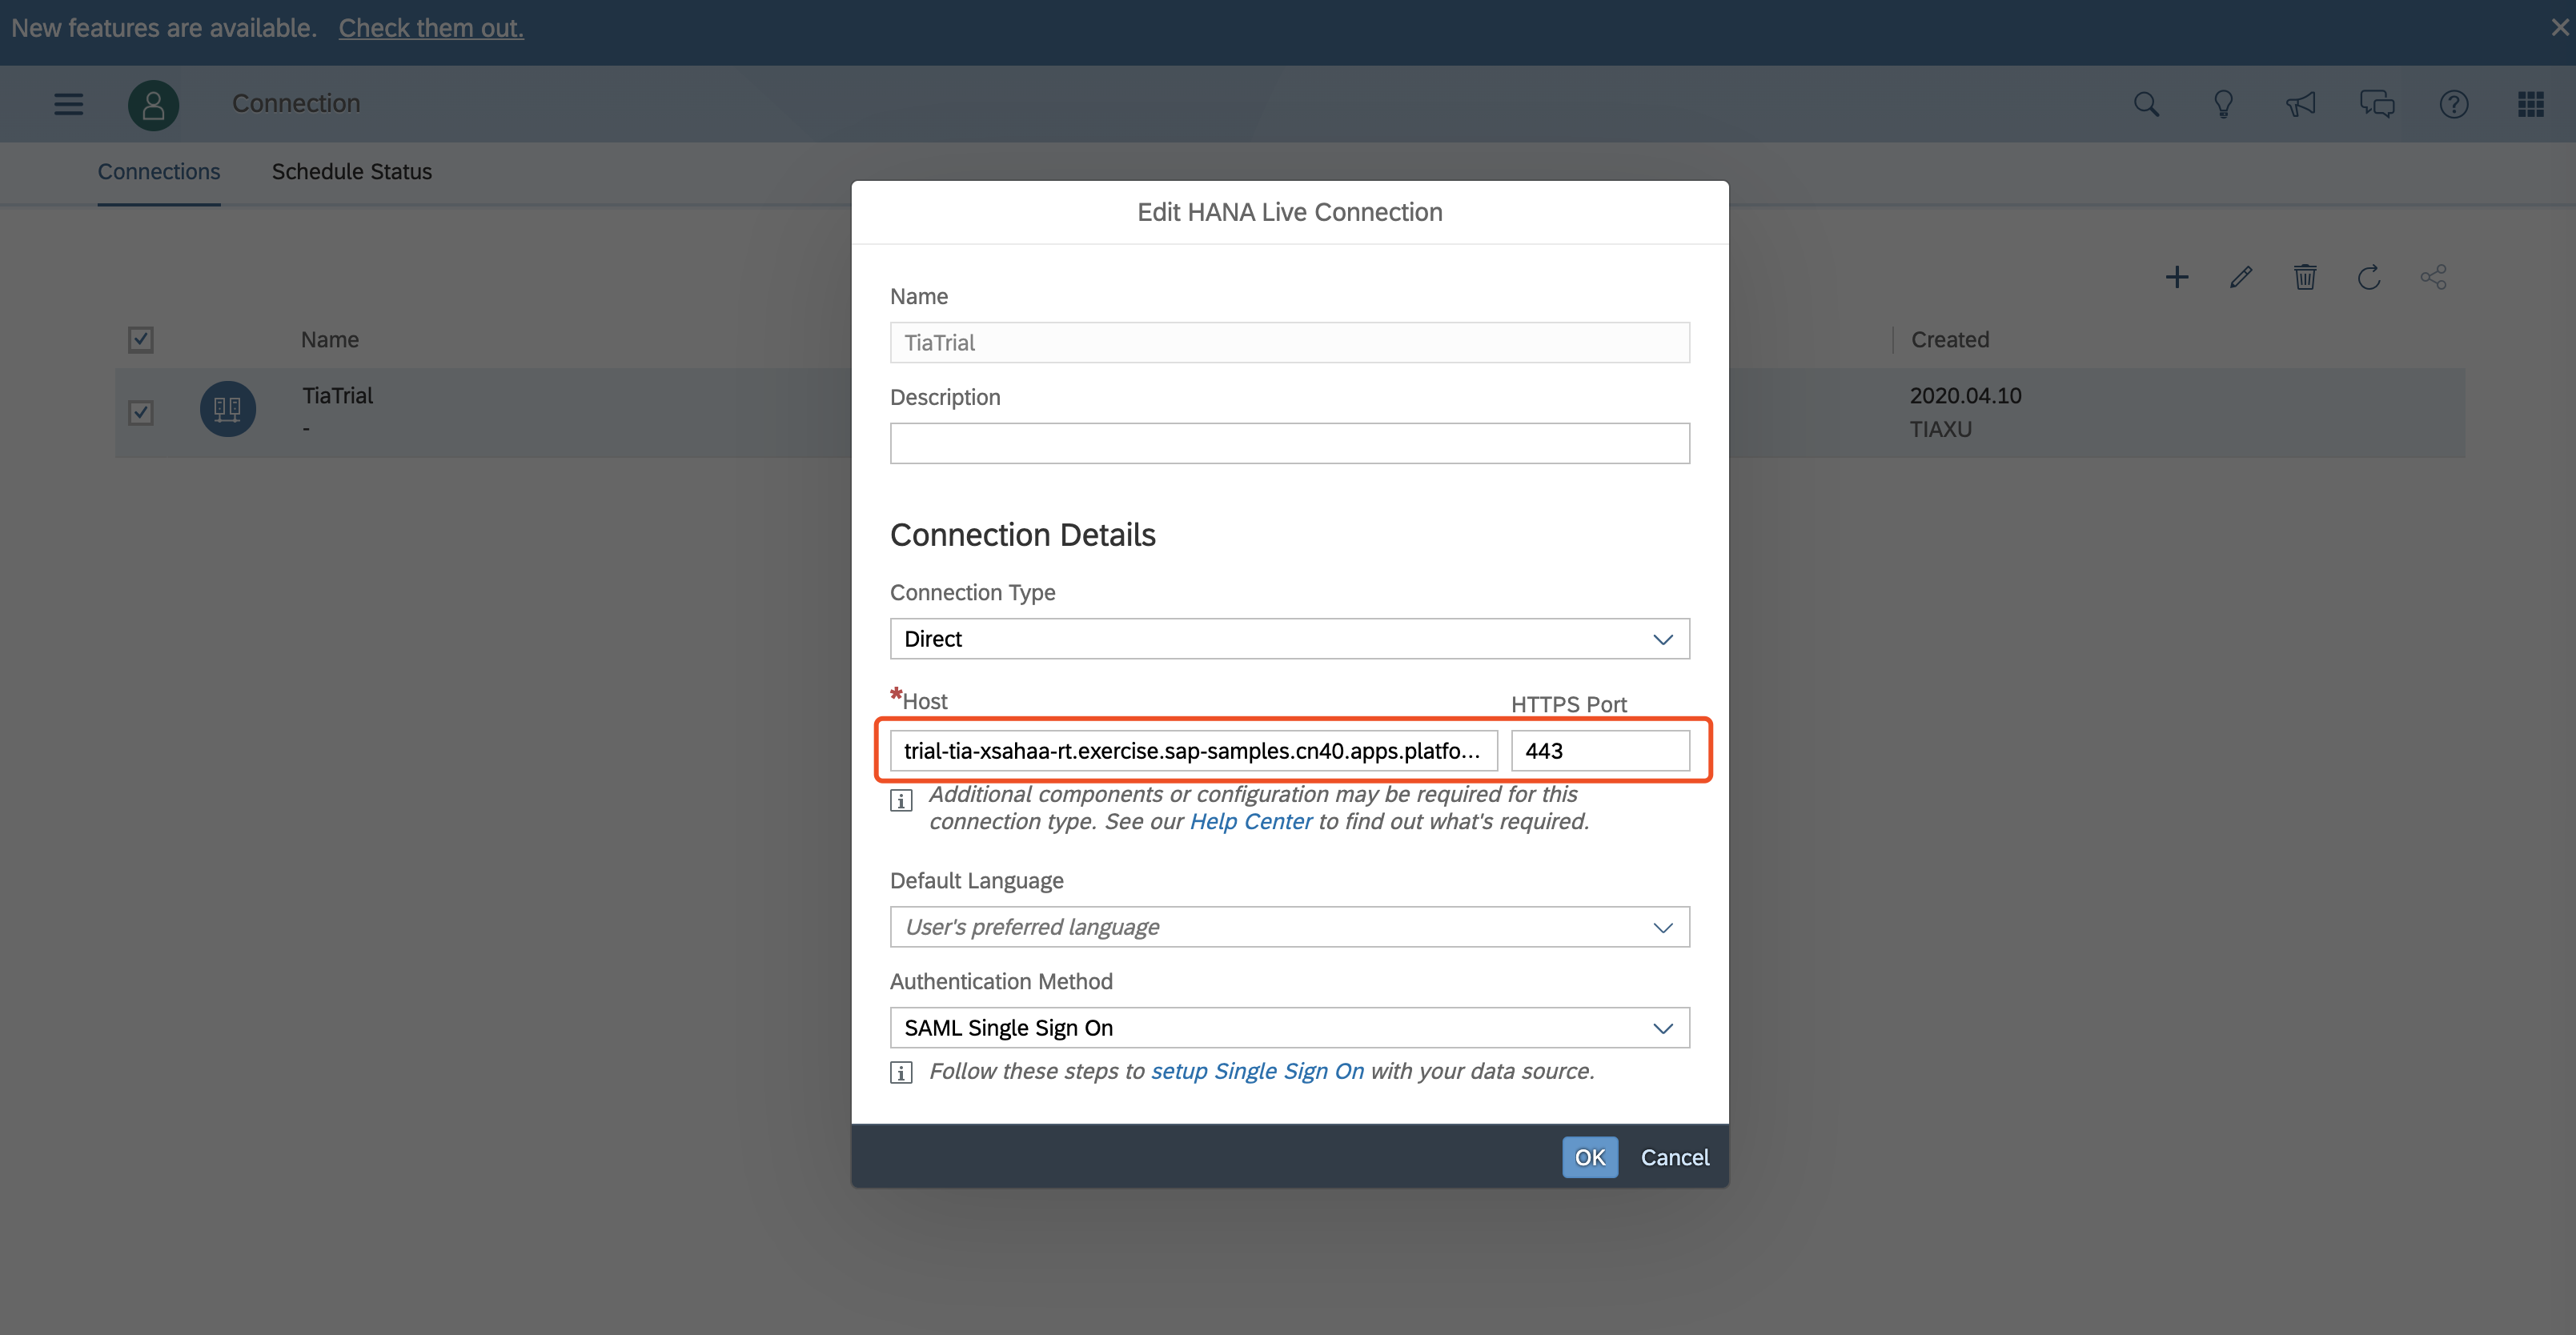 New features are available. Check them out.
Connection
Connections
Schedule Status
Name
Created
TiaTrial
-
2020.04.10
TIAXU
Edit HANA Live Connection
Name
TiaTrial
Description
Connection Details
Connection Type
Direct
*Host
HTTPS Port
trial-tia-xsahaa-rt.exercise.sap-samples.cn40.apps.platfo...
443
Additional components or configuration may be required for this
connection type. See our Help Center to find out what's required.
Default Language
User's preferred language
Authentication Method
SAML Single Sign On
Follow these steps to setup Single Sign On with your data source.
OK
Cancel